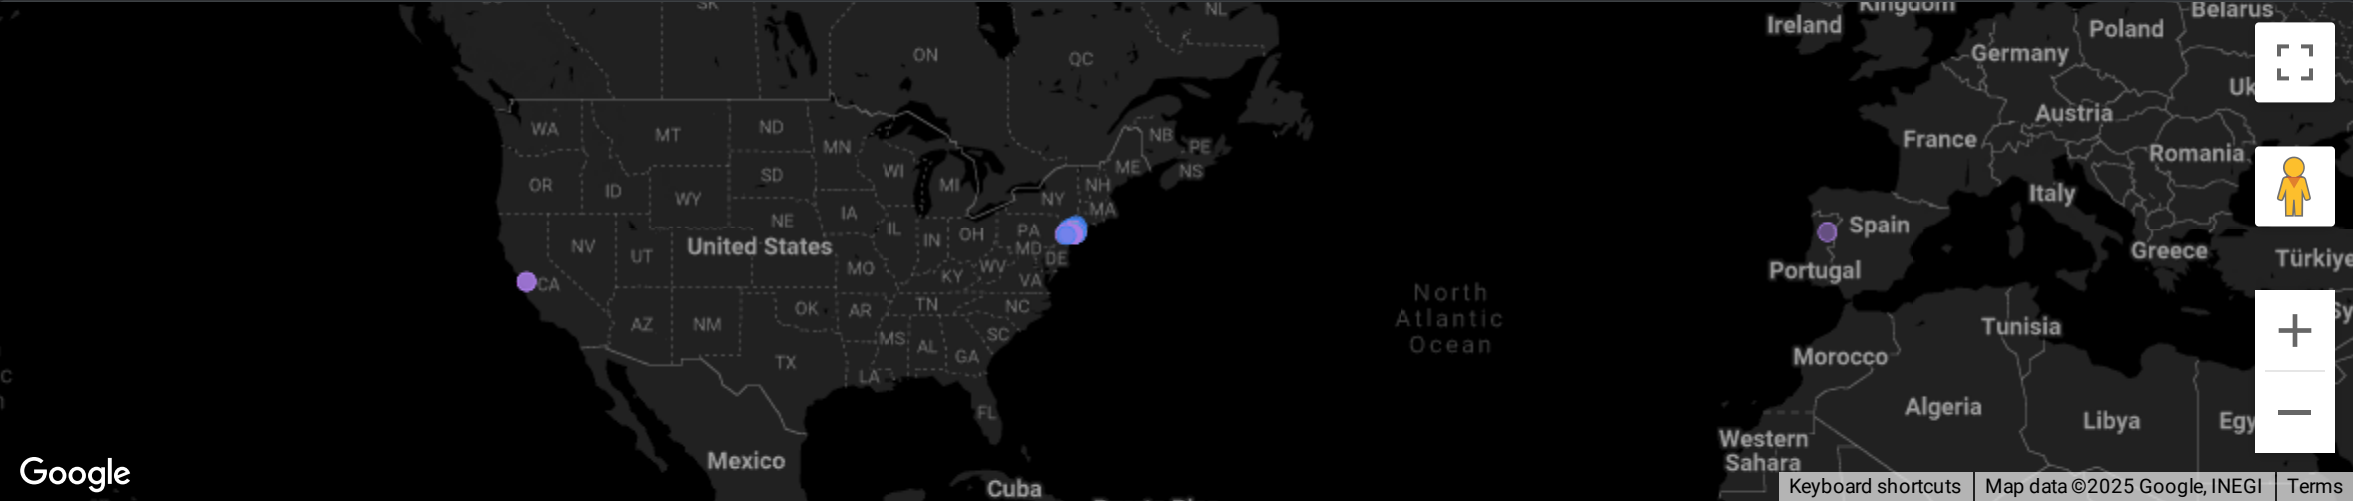 SK
NL
Kingdom
Belarus
Ireland
Poland
ON
QC
Germany
Uk
WA
MT
ND
MN
NB
PE
Austria
France
Romania
OR
ID
WY
SD
WI
MI
NY
NH
ME
NS
MA
Italy
NV
UT
NE
IA
IL
IN
OH
PA
MD
DE
Spain
United States
Greece
Türkiye
CA
MO
KY
WV
VA
Portugal
AZ
NM
OK
AR
TN
NC
North
Atlantic
Ocean
Sy
Tunisia
MS
AL
GA
SC
Morocco
TX
LA
FL
Algeria
Libya
Egy
Western
Sahara
Mexico
Cuba
Google
Keyboard shortcuts
Map data ©2025 Google, INEGI
Terms